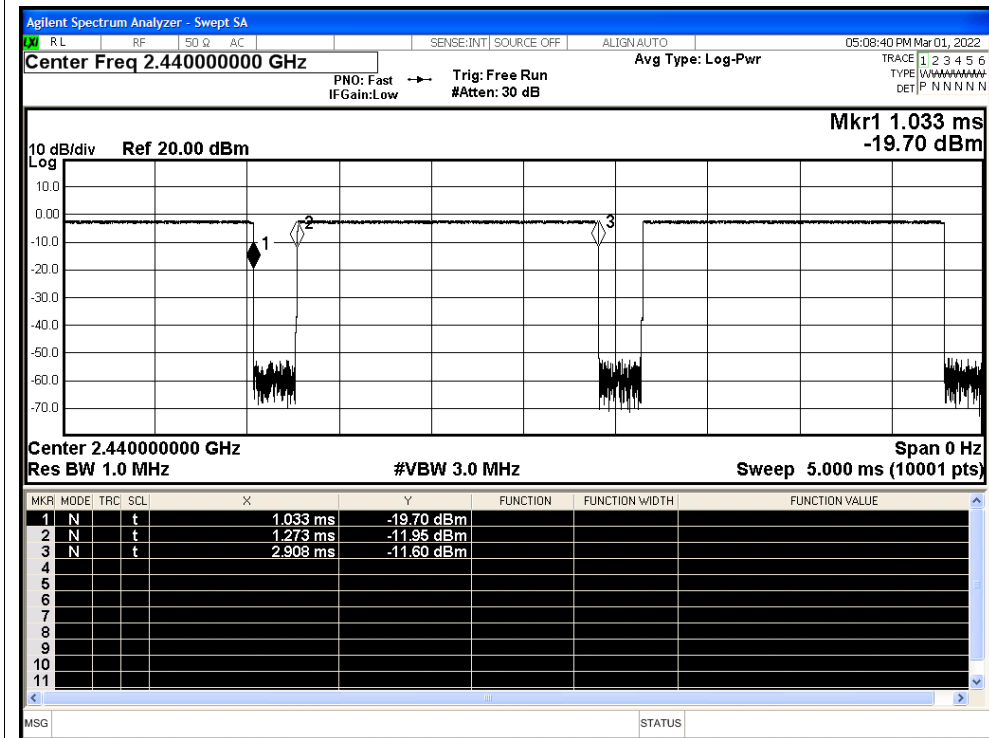 Agilent Spectrum Analyzer - Swept SA
LXI RL RF 50 Ω AC SENSE:INT SOURCE OFF ALIGN AUTO 05:08:40 PM Mar 01, 2022
Center Freq 2.440000000 GHz Avg Type: Log-Pwr TRACE 1 2 3 4 5 6
PNO: Fast Trig: Free Run TYPE
IFGain:Low #Atten: 30 dB DET P N N N N N
Mkr1 1.033 ms
10 dB/div Ref 20.00 dBm -19.70 dBm
Log
10.0
0.00
2 3
-10.0
1
-20.0
-30.0
-40.0
-50.0
-60.0
-70.0
Center 2.440000000 GHz Span 0 Hz
Res BW 1.0 MHz #VBW 3.0 MHz Sweep 5.000 ms (10001 pts)
MKR MODE TRC SCL X Y FUNCTION FUNCTION WIDTH FUNCTION VALUE
1 N t 1.033 ms -19.70 dBm
2 N t 1.273 ms -11.95 dBm
3 N t 2.908 ms -11.60 dBm
4
5
6
7
8
9
10
11
MSG STATUS